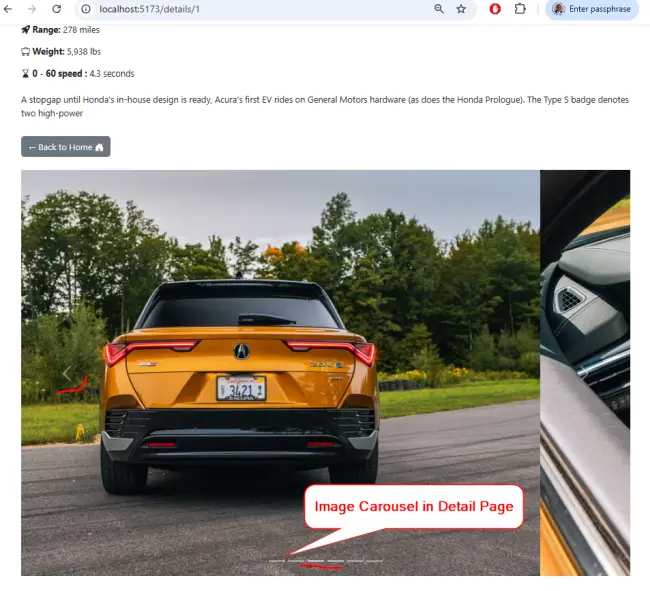 localhost:5173/details/1
Enter passphrase
Range: 278 miles
Weight: 5,938 lbs
0 - 60 speed : 4.3 seconds
A stopgap until Honda's in-house design is ready, Acura's first EV rides on General Motors hardware (as does the Honda Prologue). The Type S badge denotes
two high-power
← Back to Home
3421
ACURA
Image Carousel in Detail Page